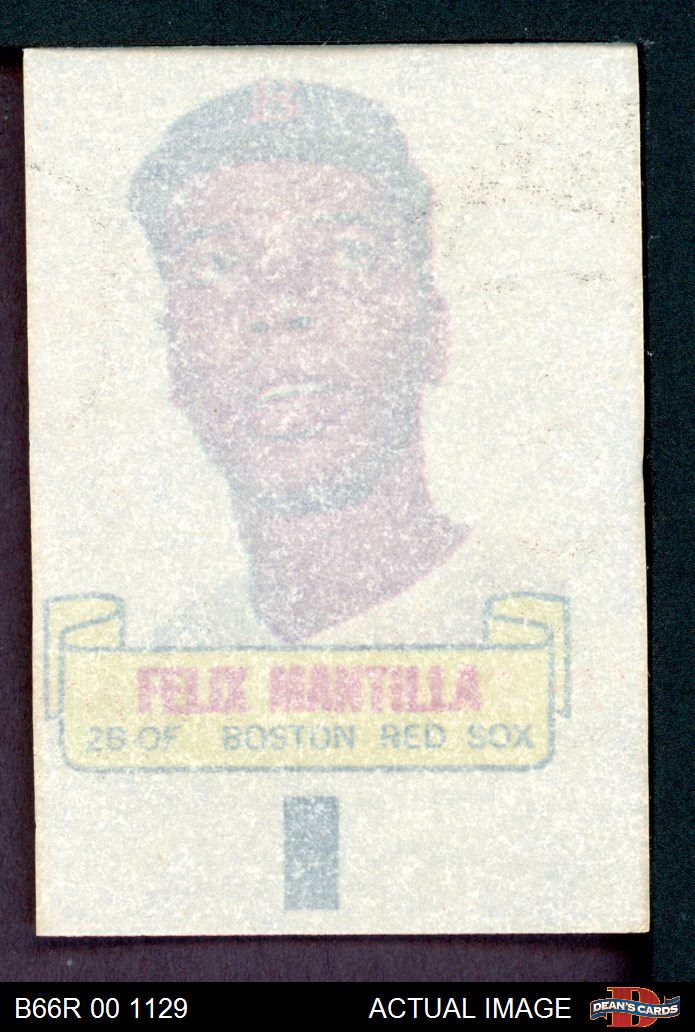 B
FELIX MANTILLA
2B OF BOSTON RED SOX
B66R 00 1129
ACTUAL IMAGE
D
DEAN'S CARDS